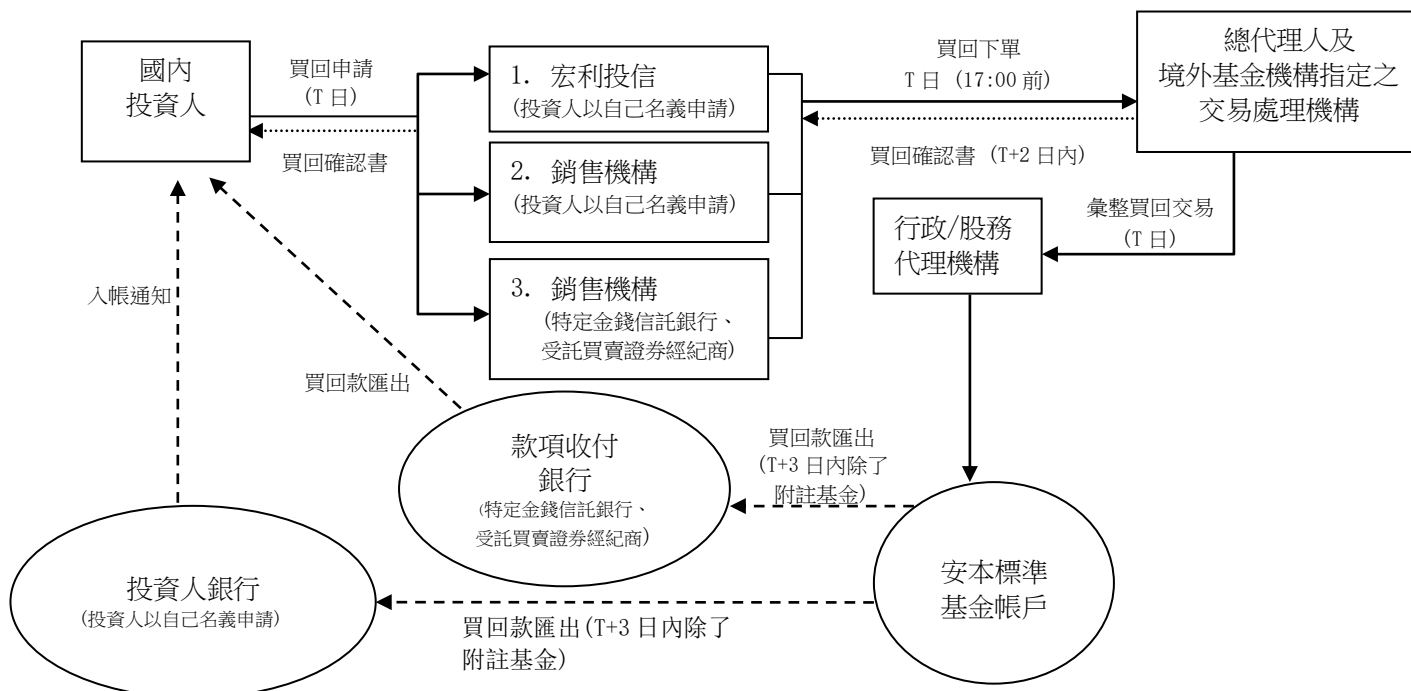 國內
投資人
買回申請
(T 日)
買回確認書
1. 宏利投信
(投資人以自己名義申請)
2. 銷售機構
(投資人以自己名義申請)
3. 銷售機構
(特定金錢信託銀行、
受託買賣證券經紀商)
買回下單
T 日 (17:00 前)
買回確認書 (T+2 日內)
總代理人及
境外基金機構指定之
交易處理機構
彙整買回交易
(T 日)
行政/股務
代理機構
入帳通知
買回款匯出
款項收付
銀行
(特定金錢信託銀行、
受託買賣證券經紀商)
買回款匯出
(T+3 日內除了
附註基金)
安本標準
基金帳戶
投資人銀行
(投資人以自己名義申請)
買回款匯出(T+3 日內除了
附註基金)